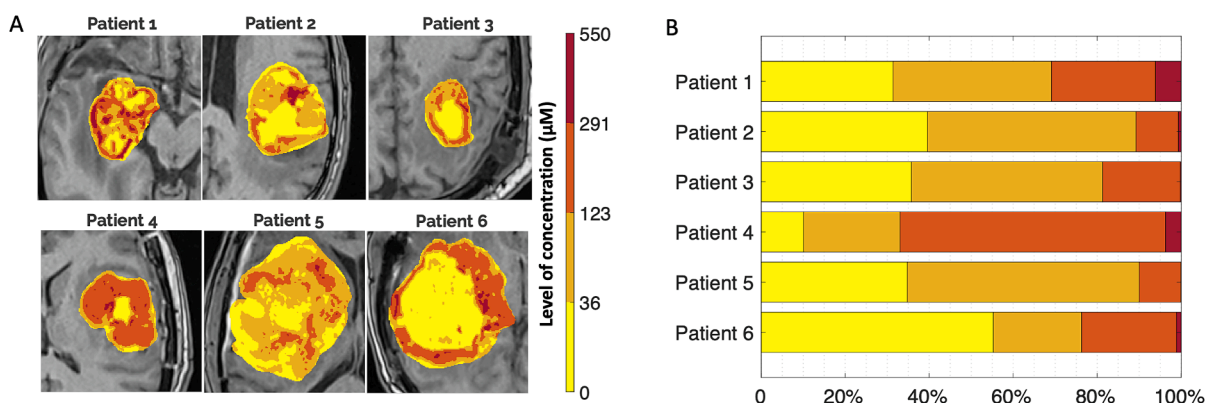 A
Patient 1
Patient 2
Patient 3
Patient 4
Patient 5
Patient 6
Level of concentration (μM)
550
291
123
36
0
B
Patient 1
Patient 2
Patient 3
Patient 4
Patient 5
Patient 6
0 20% 40% 60% 80% 100%